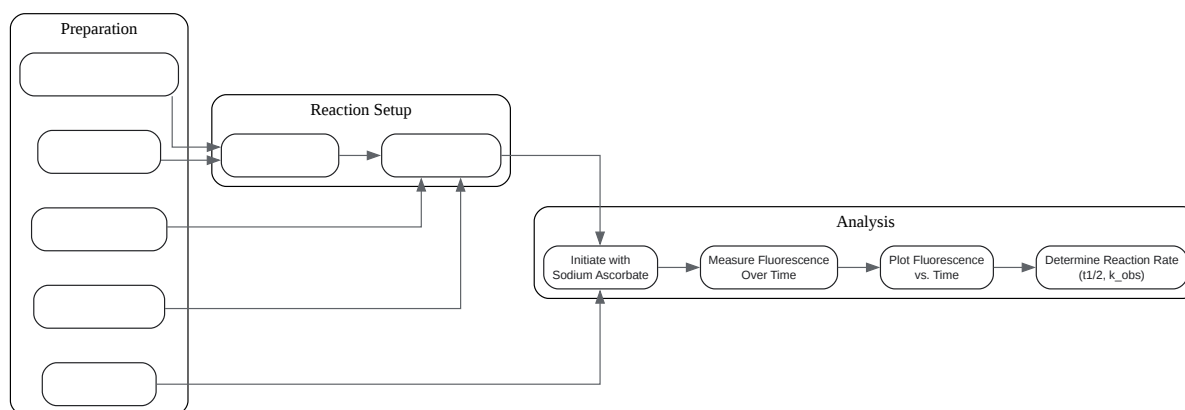 Preparation
Reaction Setup
Analysis
Initiate with
Sodium Ascorbate
Measure Fluorescence
Over Time
Plot Fluorescence
vs. Time
Determine Reaction Rate
(t1/2, k_obs)